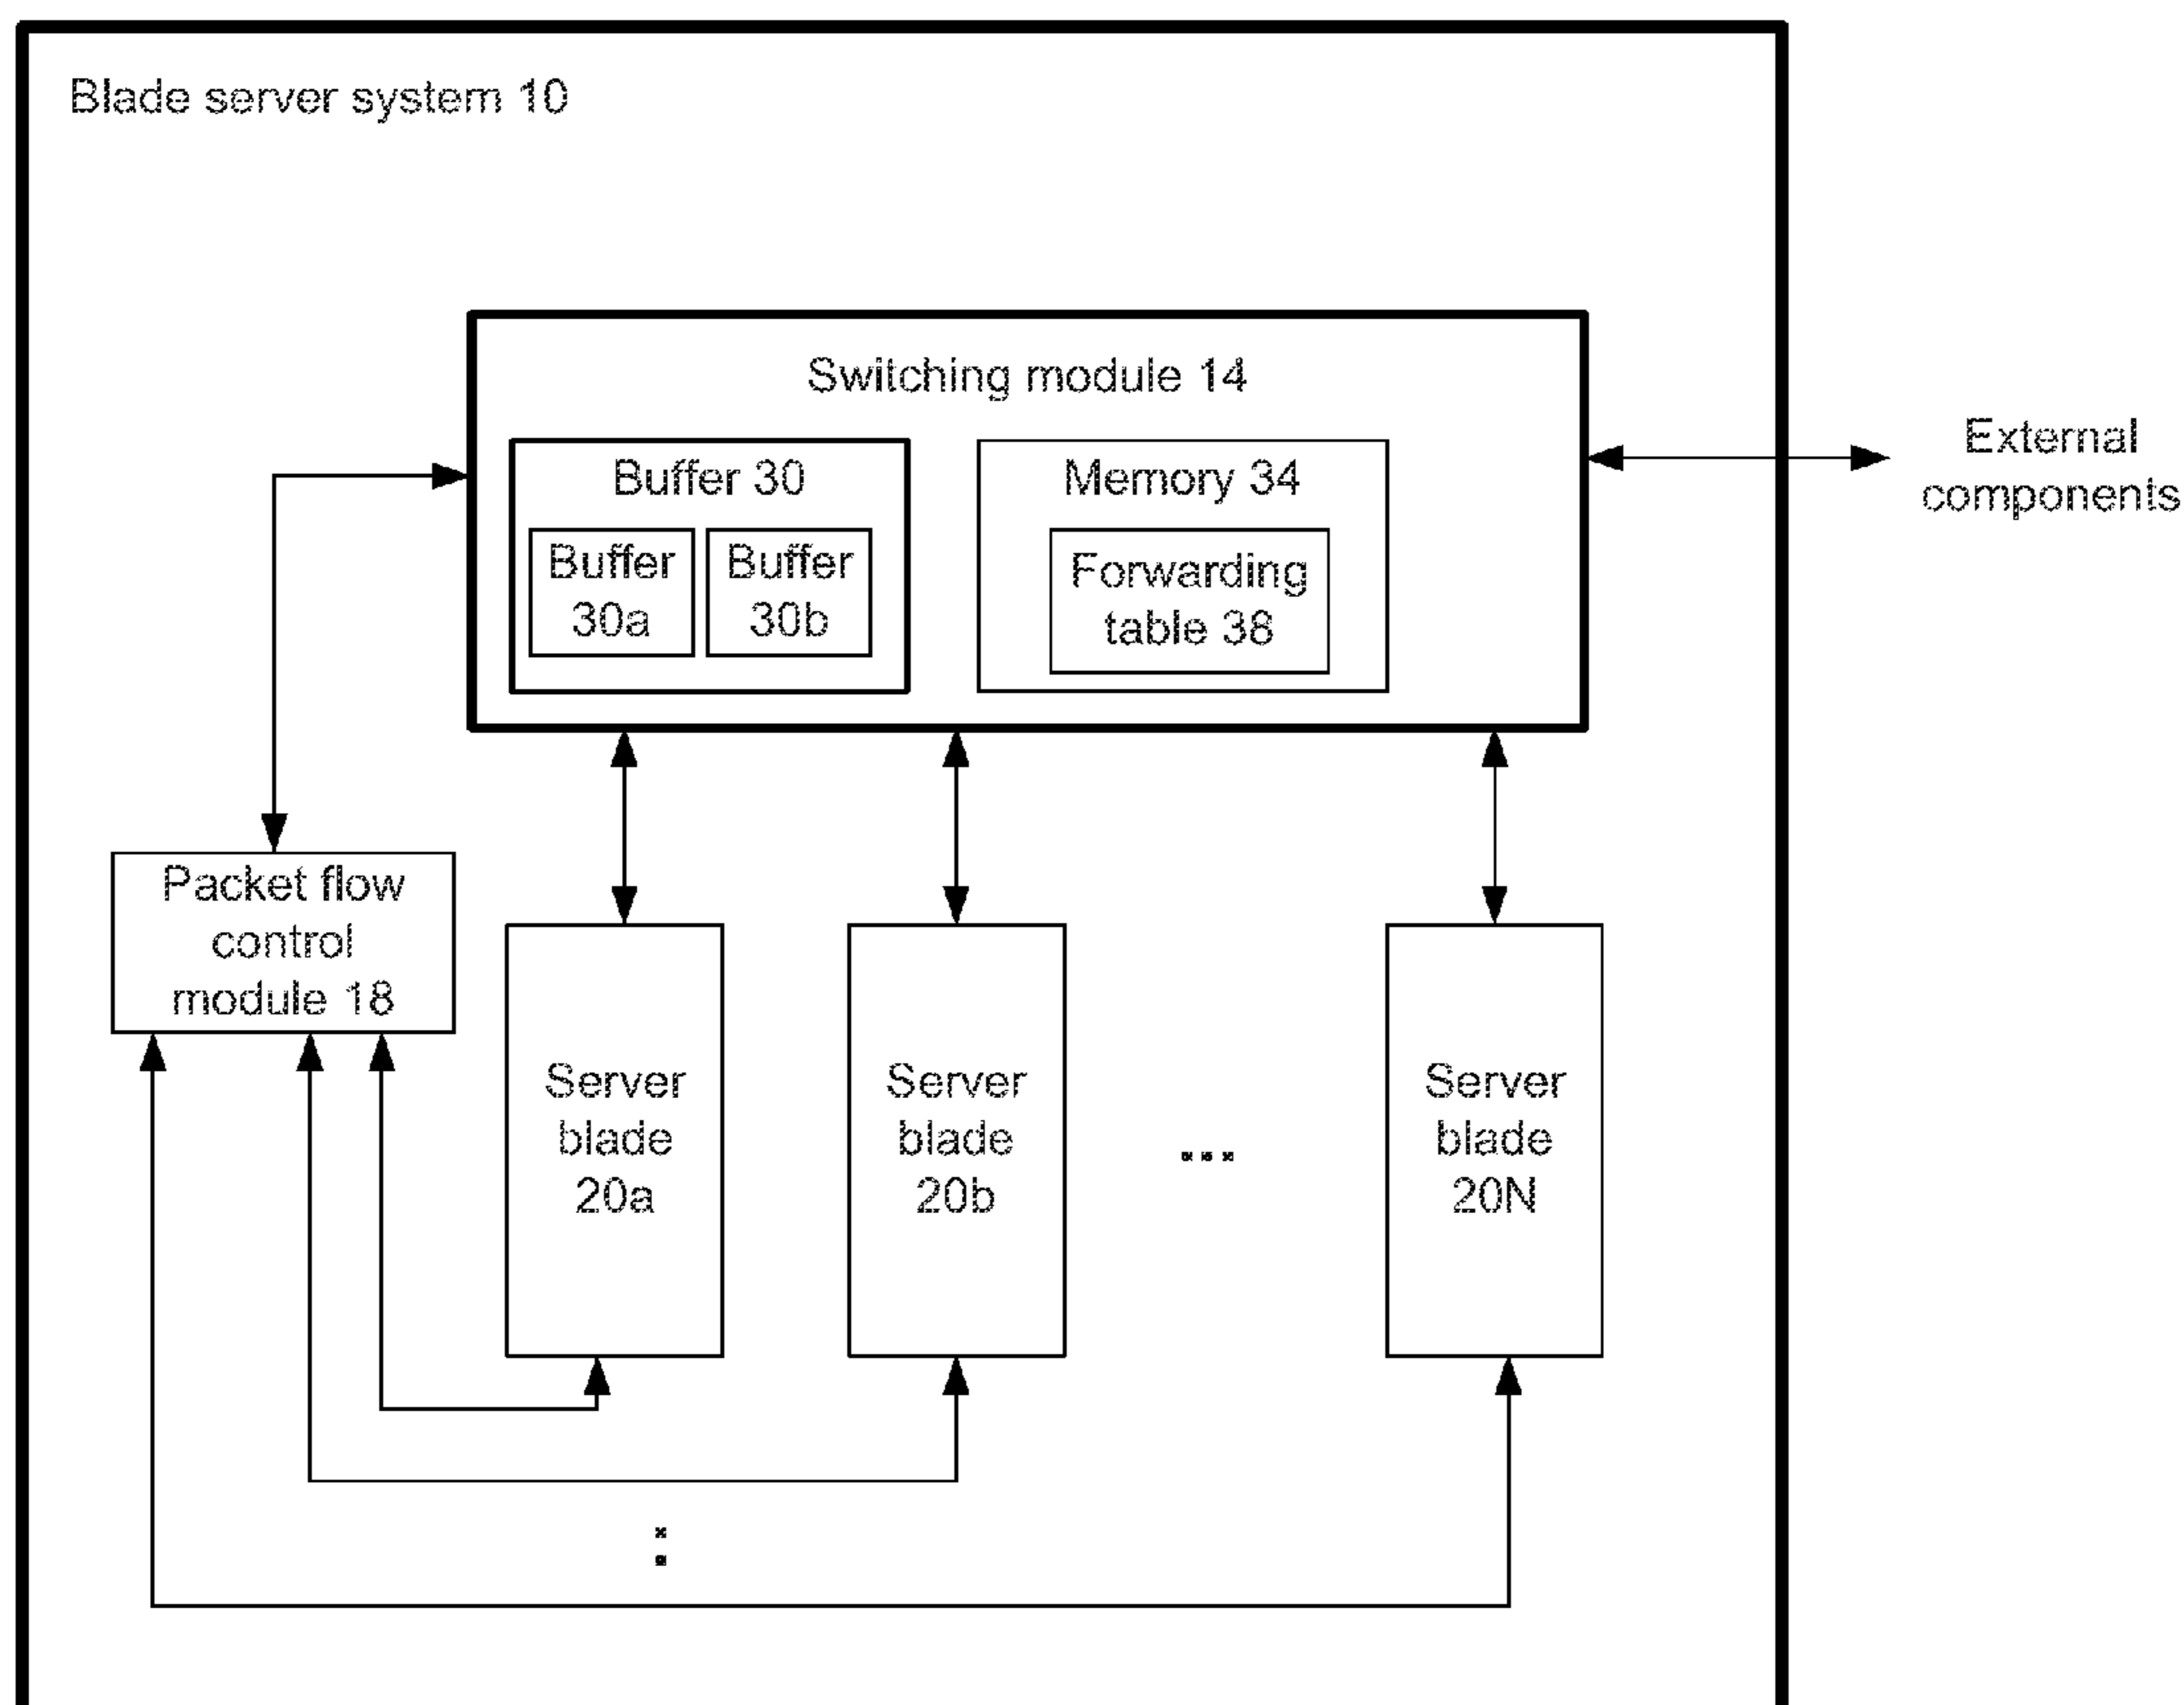 Blade server system 10
Switching module 14
Buffer 30
Buffer
30a
Buffer
30b
Memory 34
Forwarding
table 38
External
components
Packet flow
control
module 18
Server
blade
20a
Server
blade
20b
...
Server
blade
20N